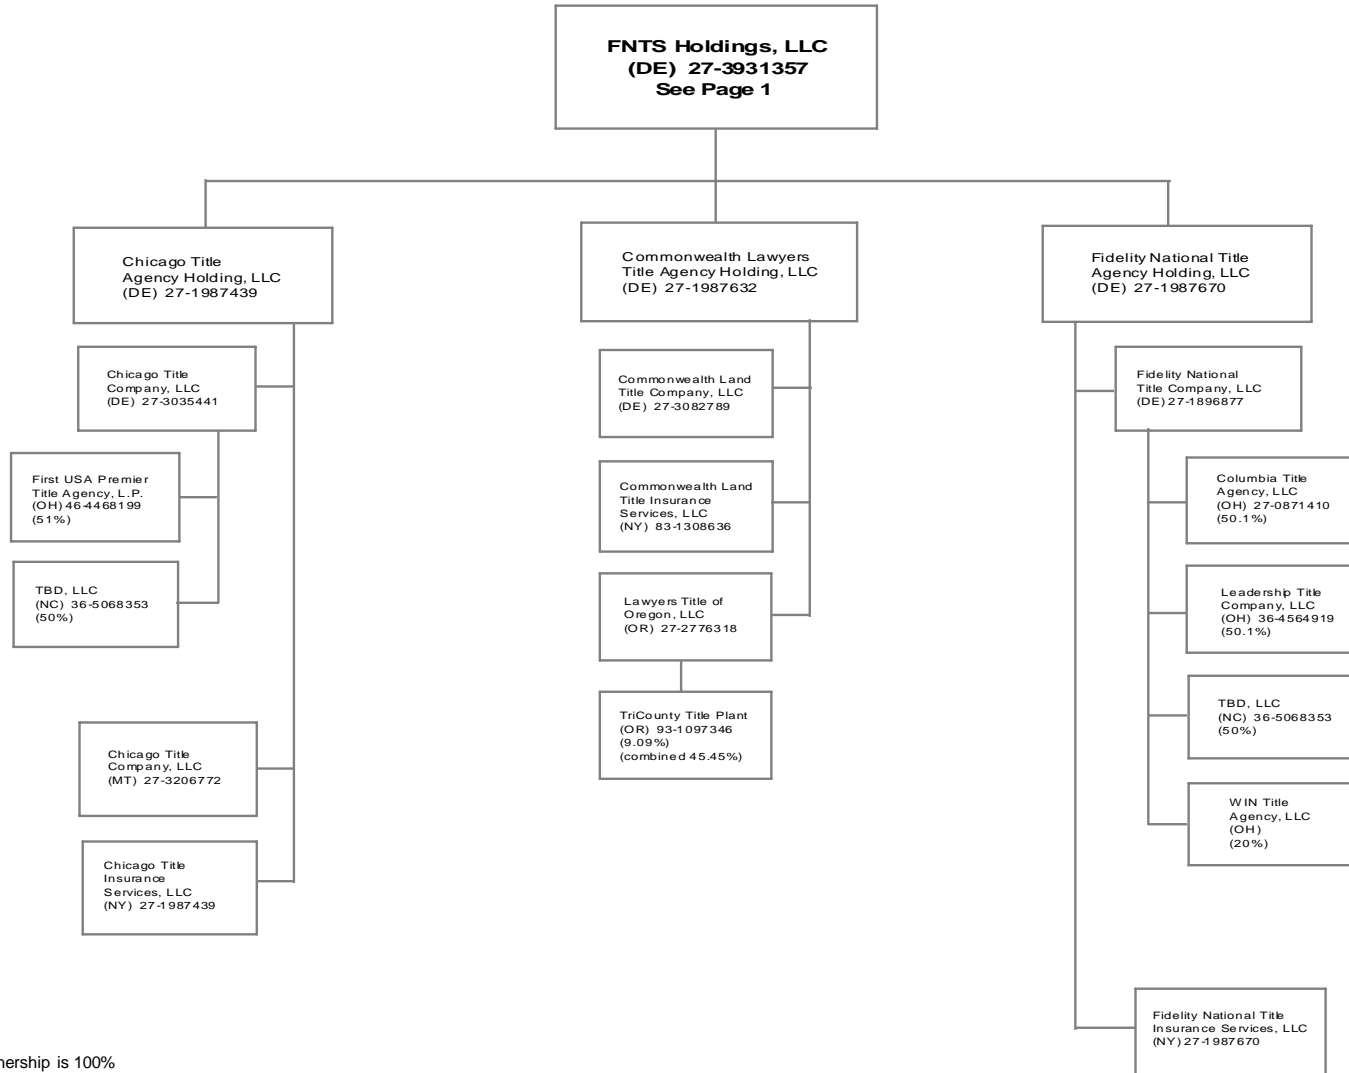 FNTS Holdings, LLC
(DE) 27-3931357
See Page 1
Chicago Title
Agency Holding, LLC
(DE) 27-1987439
Commonwealth Lawyers
Title Agency Holding, LLC
(DE) 27-1987632
Fidelity National Title
Agency Holding, LLC
(DE) 27-1987670
Chicago Title
Company, LLC
(DE) 27-3035441
First USA Premier
Title Agency, L.P.
(OH) 46-4468199
(51%)
TBD, LLC
(NC) 36-5068353
(50%)
Chicago Title
Company, LLC
(MT) 27-3206772
Chicago Title
Insurance
Services, LLC
(NY) 27-1987439
Commonwealth Land
Title Company, LLC
(DE) 27-3082789
Commonwealth Land
Title Insurance
Services, LLC
(NY) 83-1308636
Lawyers Title of
Oregon, LLC
(OR) 27-2776318
TriCounty Title Plant
(OR) 93-1097346
(9.09%)
(combined 45.45%)
Fidelity National
Title Company, LLC
(DE) 27-1896877
Columbia Title
Agency, LLC
(OH) 27-0871410
(50.1%)
Leadership Title
Company, LLC
(OH) 36-4564919
(50.1%)
TBD, LLC
(NC) 36-5068353
(50%)
WIN Title
Agency, LLC
(OH)
(20%)
Fidelity National Title
Insurance Services, LLC
(NY) 27-1987670
is 100%